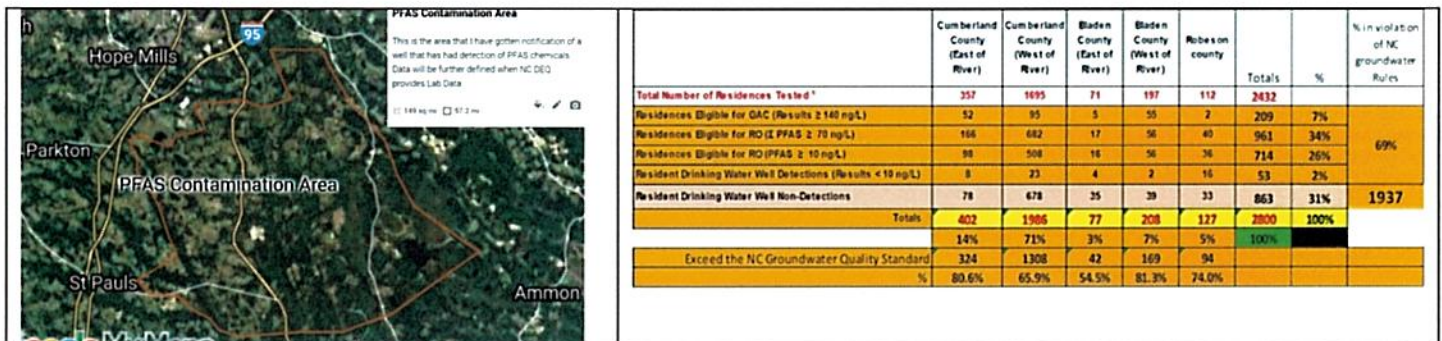 h
Hope Mills
95
Parkton
PFAS Contamination Area
St Pauls
Ammon
PFAS Contamination Area
This is the area that I have gotten notification of a
well that has had detection of PFAS chemicals
Data will be further defined when NC DEQ
provides Lab Data
149 sq mi 57.2 mi
Cumberland County (East of River) Cumberland County (West of River) Bladen County (East of River) Bladen County (West of River) Robeson county Totals % % in violation of NC groundwater Rules
Total Number of Residences Tested 357 1695 71 197 112 2432
Residences Eligible for GAC (Results ≥ 140 ng/L) 52 95 5 55 2 209 7%
Residences Eligible for RO (Σ PFAS ≥ 70 ng/L) 166 682 17 56 40 961 34%
69%
Residences Eligible for RO (PFAS ≥ 10 ng/L) 98 508 16 56 36 714 26%
Resident Drinking Water Well Detections (Results < 10 ng/L) 8 23 4 2 16 53 2%
Resident Drinking Water Well Non-Detections 78 678 35 39 33 863 31% 1937
Totals 402 1986 77 208 127 2800 100%
14% 71% 3% 7% 5% 100%
Exceed the NC Groundwater Quality Standard 324 1308 42 169 94
% 80.6% 65.9% 54.5% 81.3% 74.0%